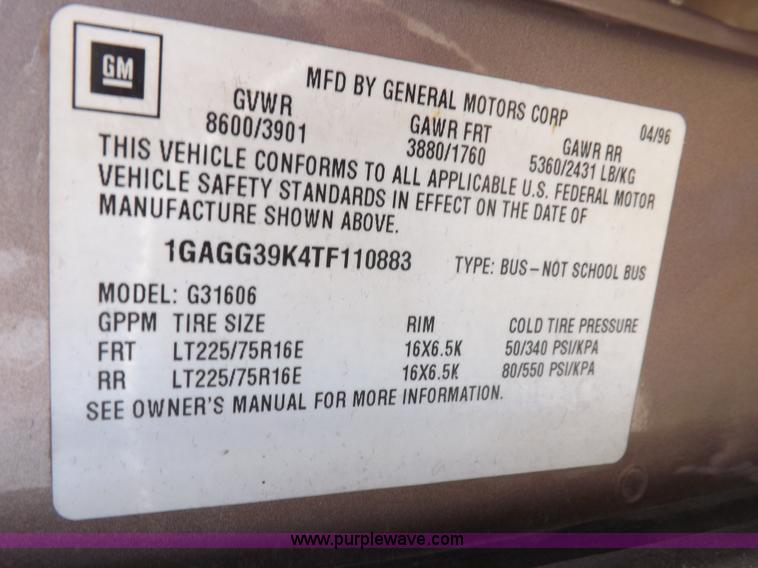 GM
MFD BY GENERAL MOTORS CORP 04/96
GVWR GAWR FRT GAWR RR
8600/3901 3880/1760 5360/2431 LB/KG
THIS VEHICLE CONFORMS TO ALL APPLICABLE U.S. FEDERAL MOTOR
VEHICLE SAFETY STANDARDS IN EFFECT ON THE DATE OF
MANUFACTURE SHOWN ABOVE.
1GAGG39K4TF110883 TYPE: BUS–NOT SCHOOL BUS
MODEL: G31606
GPPM TIRE SIZE RIM COLD TIRE PRESSURE
FRT LT225/75R16E 16X6.5K 50/340 PSI/KPA
RR LT225/75R16E 16X6.5K 80/550 PSI/KPA
SEE OWNER'S MANUAL FOR MORE INFORMATION.
www.purplewave.com